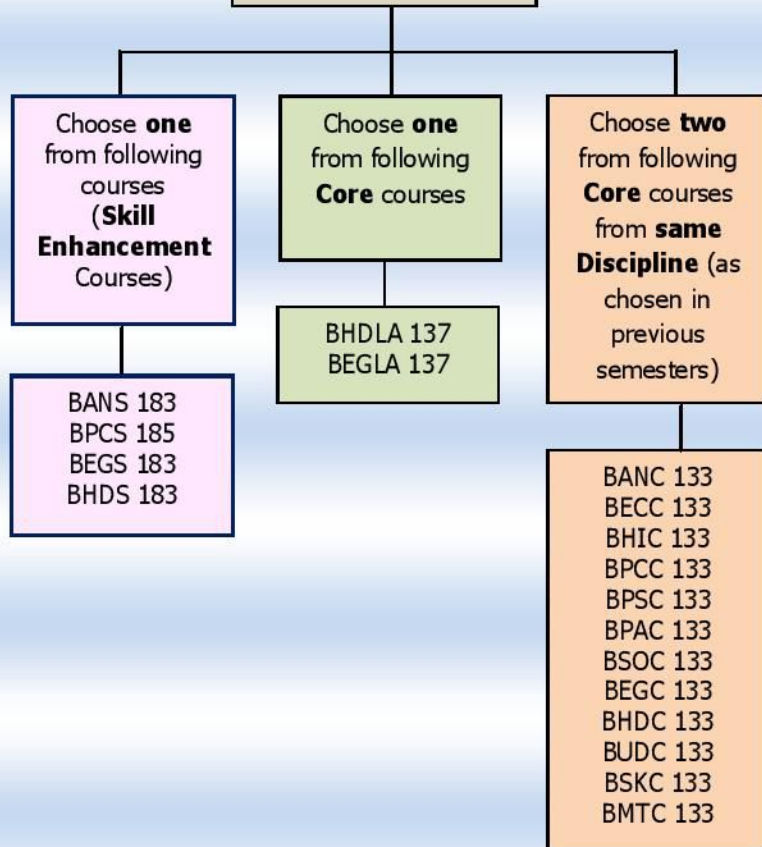 Choose one
from following
courses
(Skill
Enhancement
Courses)
BANS 183
BPCS 185
BEGS 183
BHDS 183
Choose one
from following
Core courses
BHDLA 137
BEGLA 137
Choose two
from following
Core courses
from same
Discipline (as
chosen in
previous
semesters)
BANC 133
BECC 133
BHIC 133
BPCC 133
BPSC 133
BPAC 133
BSOC 133
BEGC 133
BHDC 133
BUDC 133
BSKC 133
BMTC 133